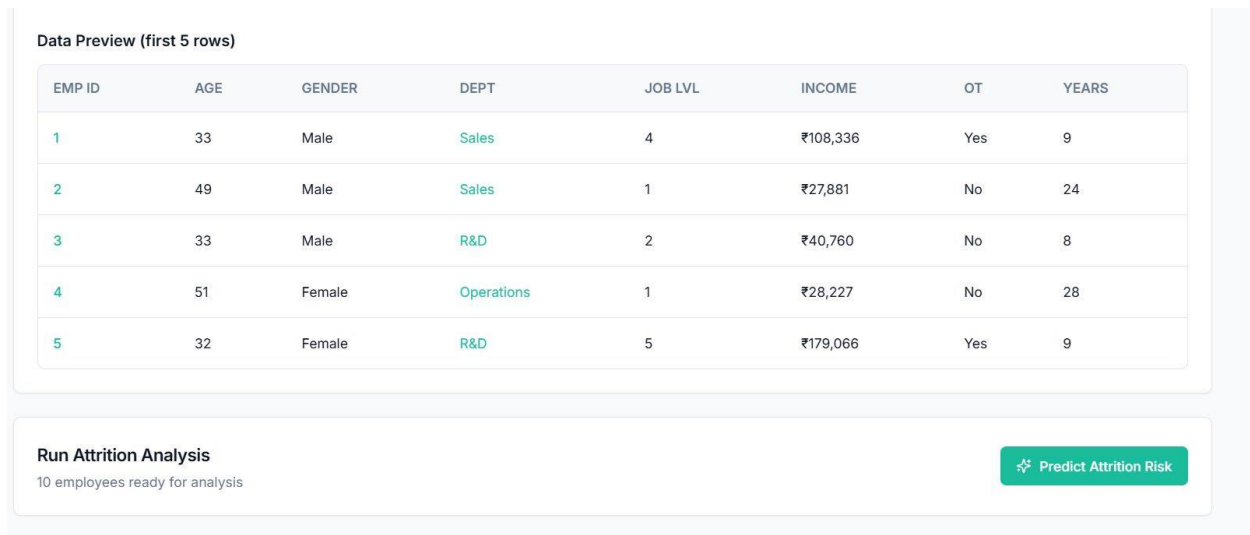 Data Preview (first 5 rows)
EMP ID AGE GENDER DEPT JOB LVL INCOME OT YEARS
1 33 Male Sales 4 ₹108,336 Yes 9
2 49 Male Sales 1 ₹27,881 No 24
3 33 Male R&D 2 ₹40,760 No 8
4 51 Female Operations 1 ₹28,227 No 28
5 32 Female R&D 5 ₹179,066 Yes 9
Run Attrition Analysis
10 employees ready for analysis
Predict Attrition Risk